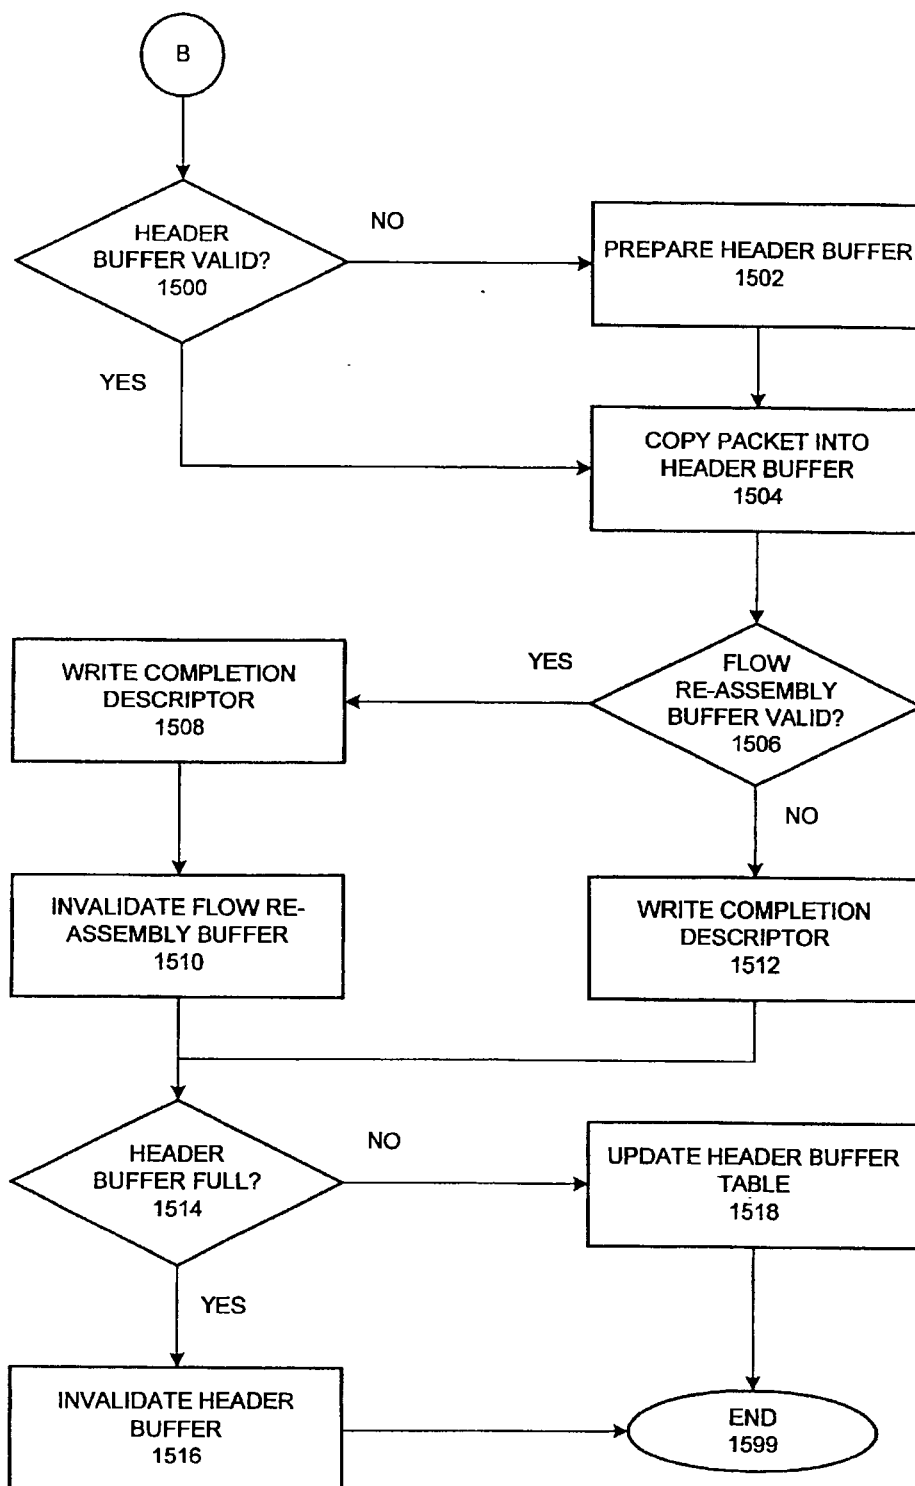 B
HEADER
BUFFER VALID?
1500
NO
PREPARE HEADER BUFFER
1502
YES
COPY PACKET INTO
HEADER BUFFER
1504
WRITE COMPLETION
DESCRIPTOR
1508
YES
FLOW
RE-ASSEMBLY
BUFFER VALID?
1506
NO
INVALIDATE FLOW RE-
ASSEMBLY BUFFER
1510
WRITE COMPLETION
DESCRIPTOR
1512
HEADER
BUFFER FULL?
1514
NO
UPDATE HEADER BUFFER
TABLE
1518
YES
INVALIDATE HEADER
BUFFER
1516
END
1599